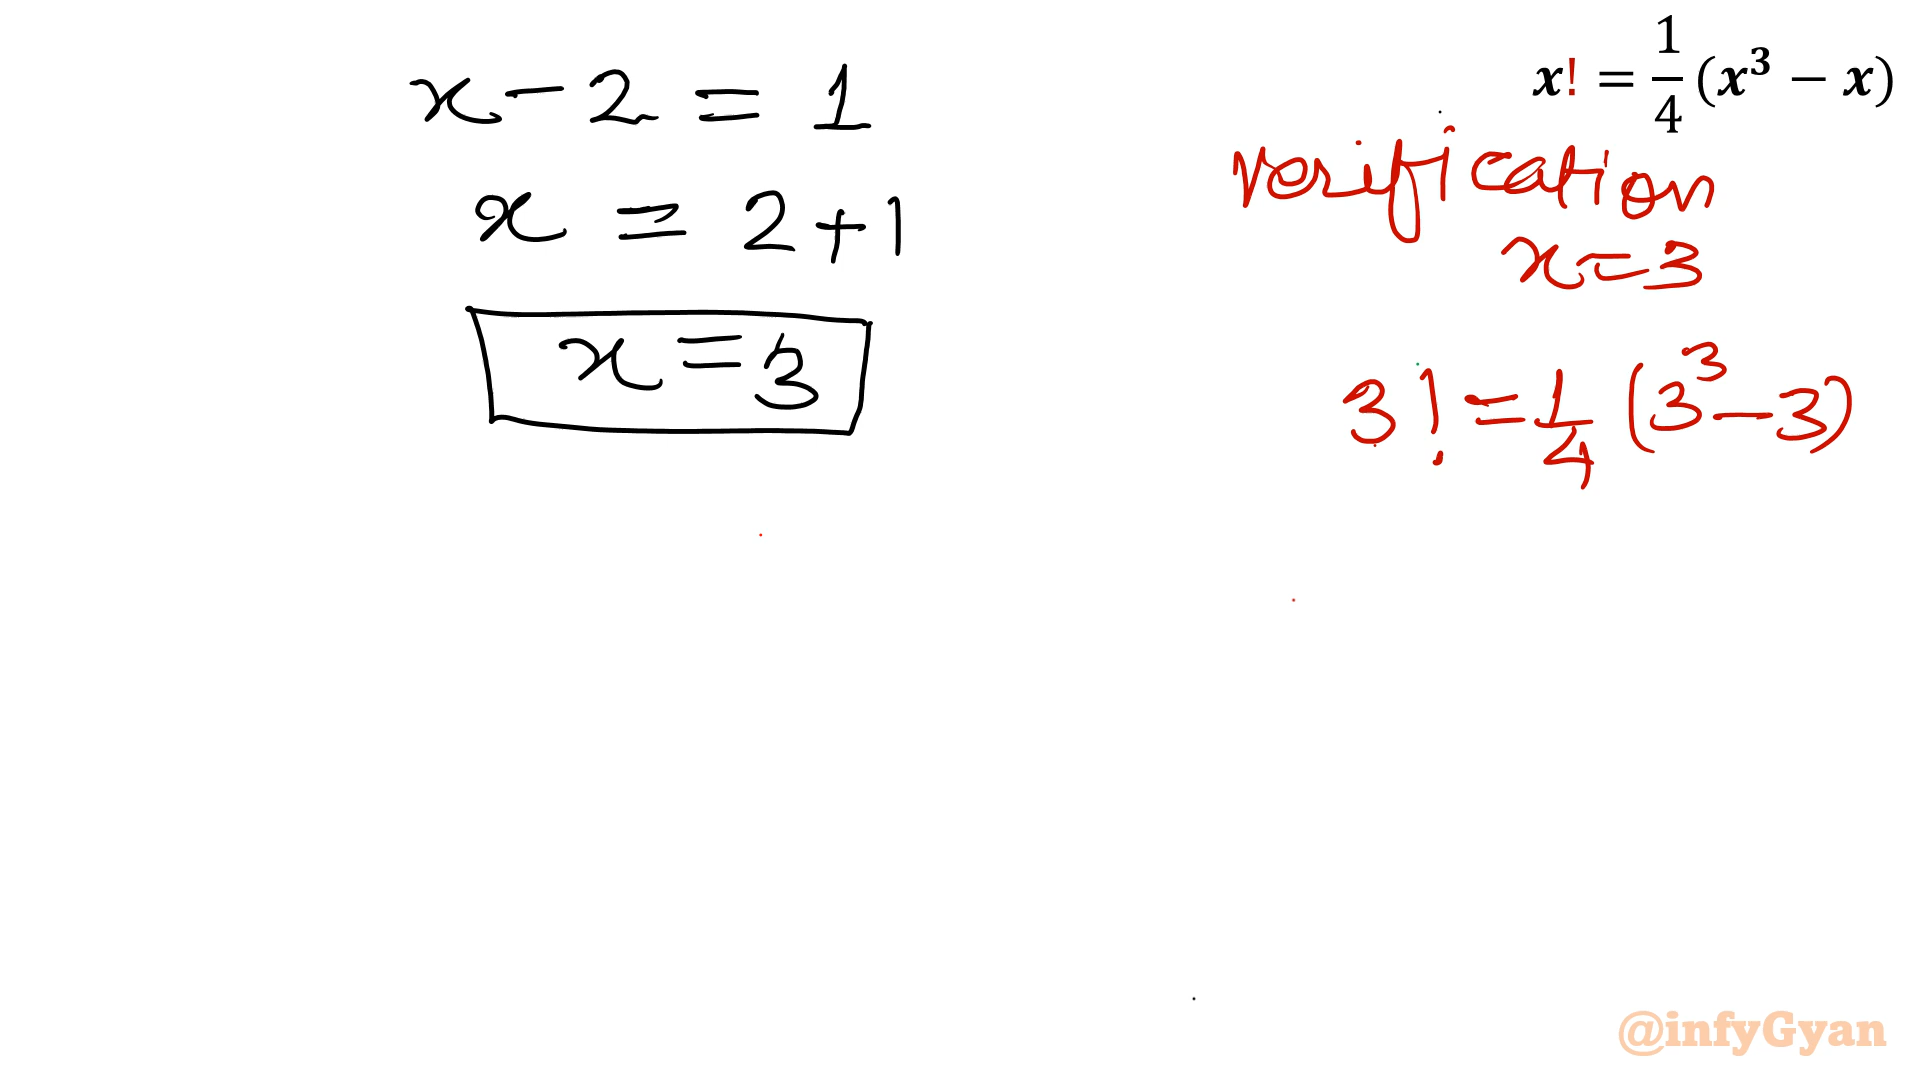 x - 2 = 1
x = 2 + 1
x = 3
x! = 1/4 (x³ - x)
verification
x = 3
3! = 1/4 (3³ - 3)
@infyGyan